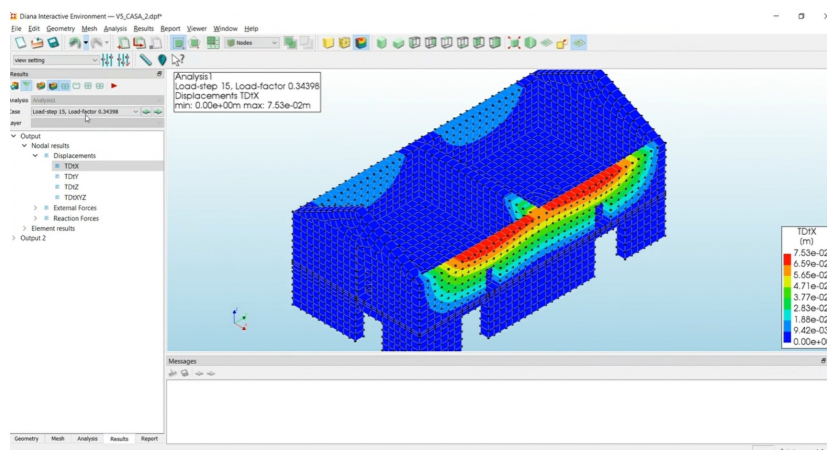 Diana Interactive Environment — V5_CASA_2.dpf*
File Edit Geometry Mesh Analysis Results Report Viewer Window Help
Nodes
view setting
Results
Analysis Analysis1
Case Load-step 15, Load-factor 0.34398
Layer
Output
Nodal results
Displacements
TDtX
TDtY
TDtZ
TDtXYZ
External Forces
Reaction Forces
Element results
Output 2
Analysis1
Load-step 15, Load-factor 0.34398
Displacements TDtX
min: 0.00e+00m max: 7.53e-02m
TDtX
(m)
7.53e-02
6.59e-02
5.65e-02
4.71e-02
3.77e-02
2.83e-02
1.88e-02
9.42e-03
0.00e+0
Messages
Geometry Mesh Analysis Results Report